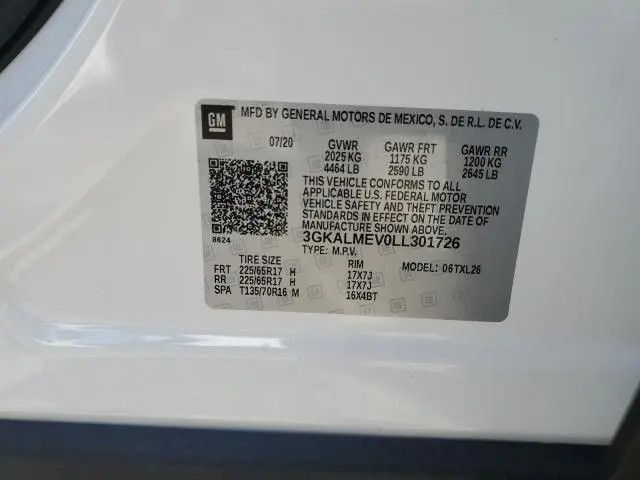 GM MFD BY GENERAL MOTORS DE MEXICO, S. DE R.L. DE C.V.
07/20 GVWR GAWR FRT GAWR RR
2025 KG 1175 KG 1200 KG
4464 LB 2590 LB 2645 LB
THIS VEHICLE CONFORMS TO ALL
APPLICABLE U.S. FEDERAL MOTOR
VEHICLE SAFETY AND THEFT
PREVENTION STANDARDS IN EFFECT
ON THE DATE OF
MANUFACTURE SHOWN ABOVE.
8624 3GKALMEV0LL301726
TYPE: M.P.V.
TIRE SIZE RIM MODEL: 06TXL26
FRT 225/65R17 H 17X7J
RR 225/65R17 H 17X7J
SPA T135/70R16 M 16X4BT